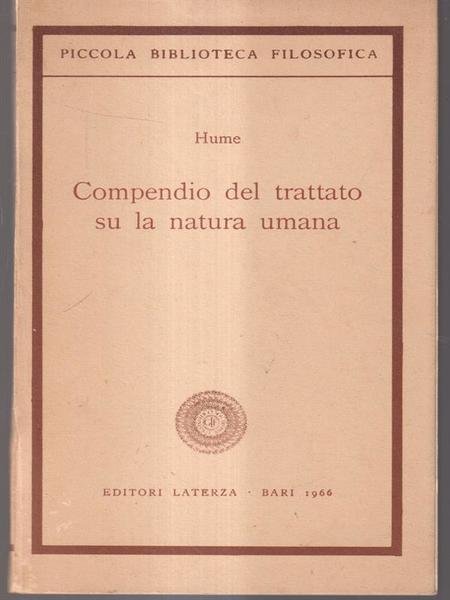 PICCOLA BIBLIOTECA FILOSOFICA
Hume
Compendio del trattato
su la natura umana
EDITORI LATERZA · BARI 1966